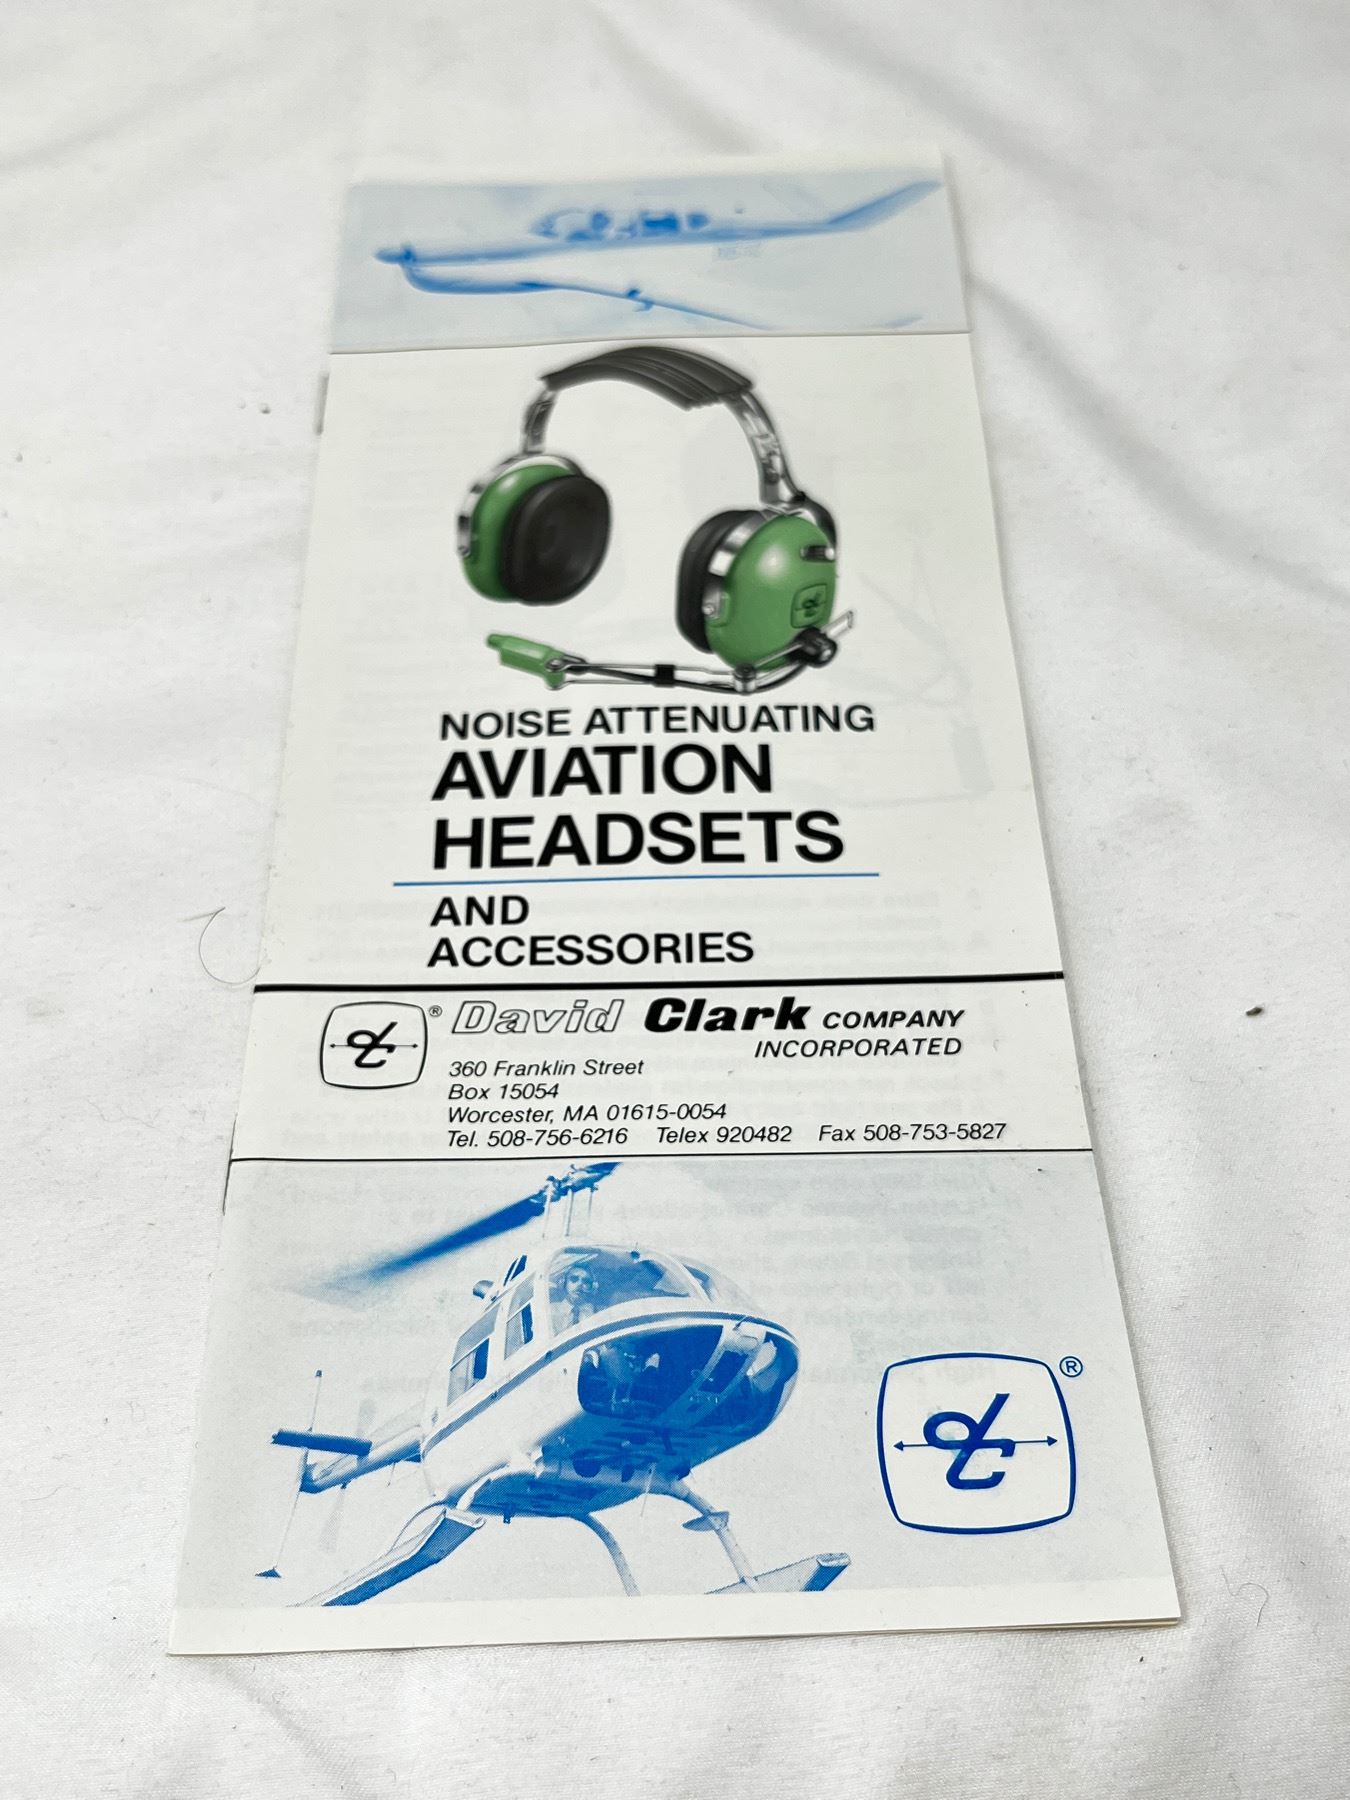 NOISE ATTENUATING
AVIATION
HEADSETS
AND
ACCESSORIES
® David Clark COMPANY
INCORPORATED
360 Franklin Street
Box 15054
Worcester, MA 01615-0054
Tel. 508-756-6216 Telex 920482 Fax 508-753-5827
®